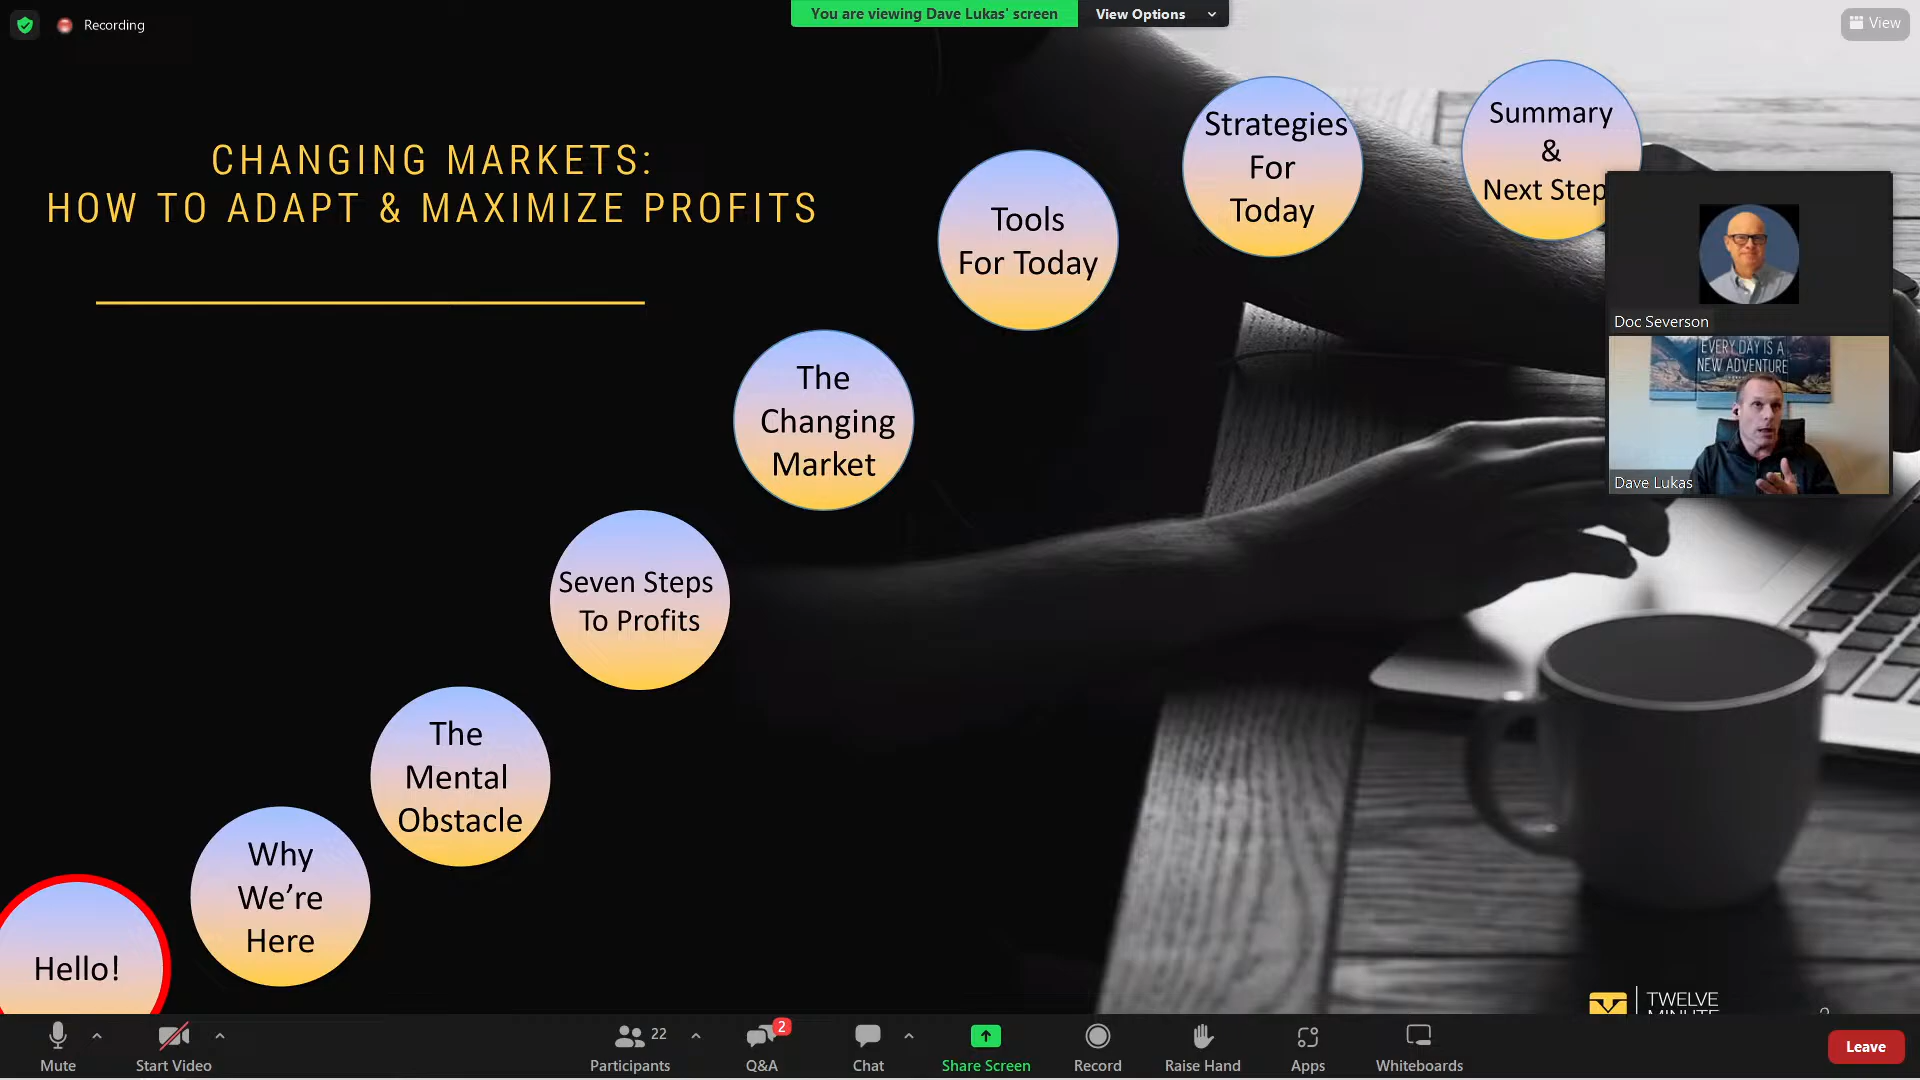 Recording
You are viewing Dave Lukas' screen
View Options
View
CHANGING MARKETS:
HOW TO ADAPT & MAXIMIZE PROFITS
Summary
&
Next Step
Strategies
For
Today
Tools
For Today
The
Changing
Market
Seven Steps
To Profits
The
Mental
Obstacle
Why
We're
Here
Hello!
Doc Severson
EVERY DAY IS A
NEW ADVENTURE
Dave Lukas
TWELVE
MINUTE
Mute
Start Video
22
Participants
2
Q&A
Chat
Share Screen
Record
Raise Hand
Apps
Whiteboards
Leave